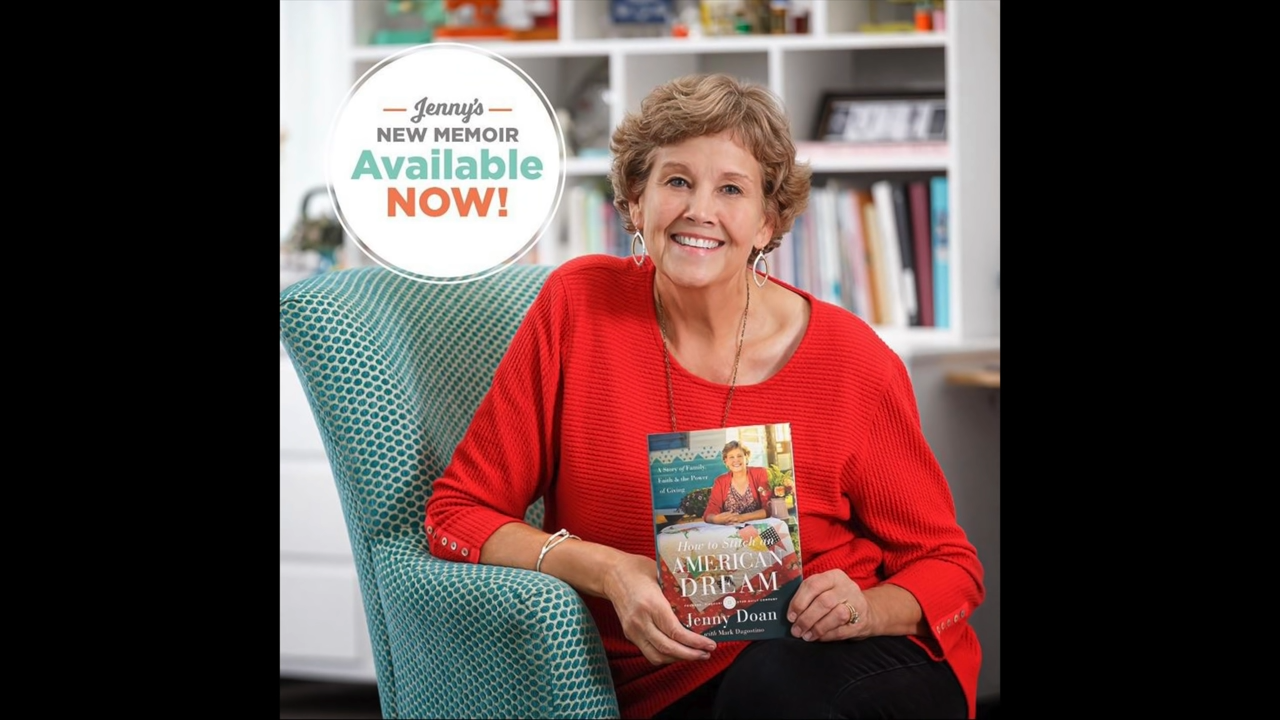 Jenny's
NEW MEMOIR
Available
NOW!
A Story of Family,
Faith & the Power
of Giving
How to Stitch an
AMERICAN
DREAM
Jenny Doan
with Mark Dagostino